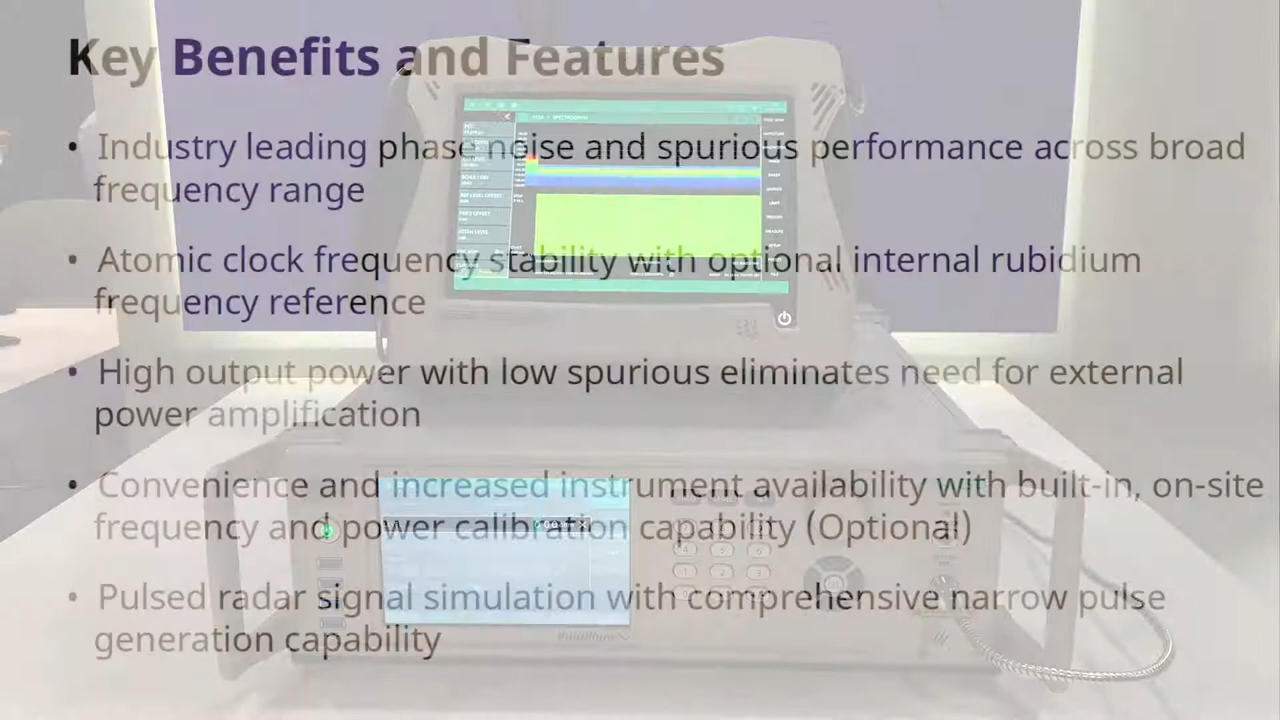 Key Benefits and Features
• Industry leading phase noise and spurious performance across broad
frequency range
• Atomic clock frequency stability with optional internal rubidium
frequency reference
• High output power with low spurious eliminates need for external
power amplification
• Convenience and increased instrument availability with built-in, on-site
frequency and power calibration capability (Optional)
• Pulsed radar signal simulation with comprehensive narrow pulse
generation capability